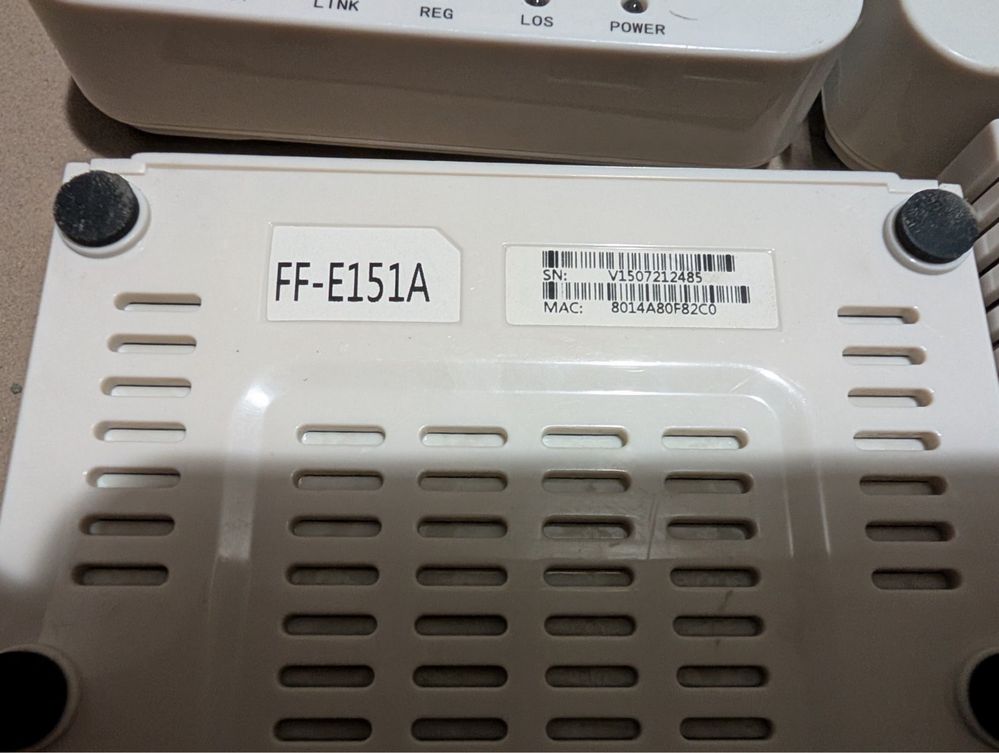 LINK REG LOS POWER
FF-E151A
SN: V1507212485
MAC: 8014A80F82C0